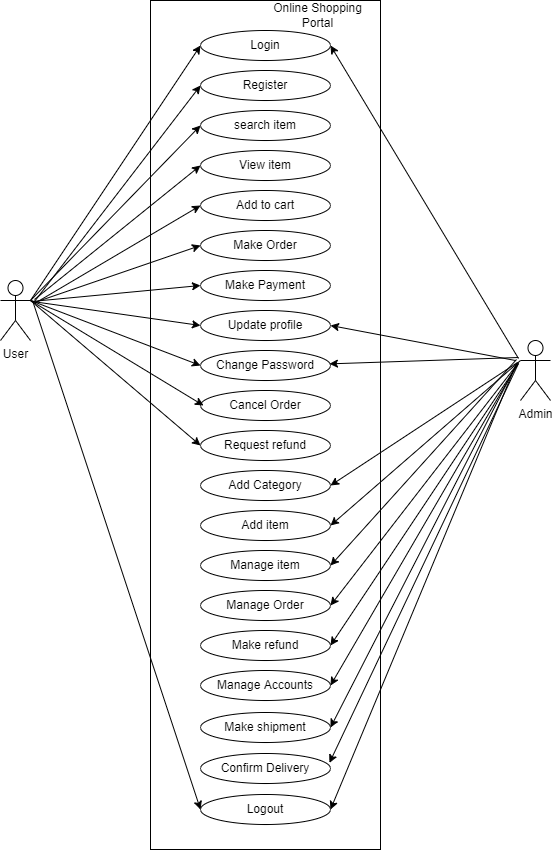 Online Shopping
Portal
Login
Register
search item
View item
Add to cart
Make Order
Make Payment
Update profile
User
Change Password
Cancel Order
Admin
Request refund
Add Category
Add item
Manage item
Manage Order
Make refund
Manage Accounts
Make shipment
Confirm Delivery
Logout